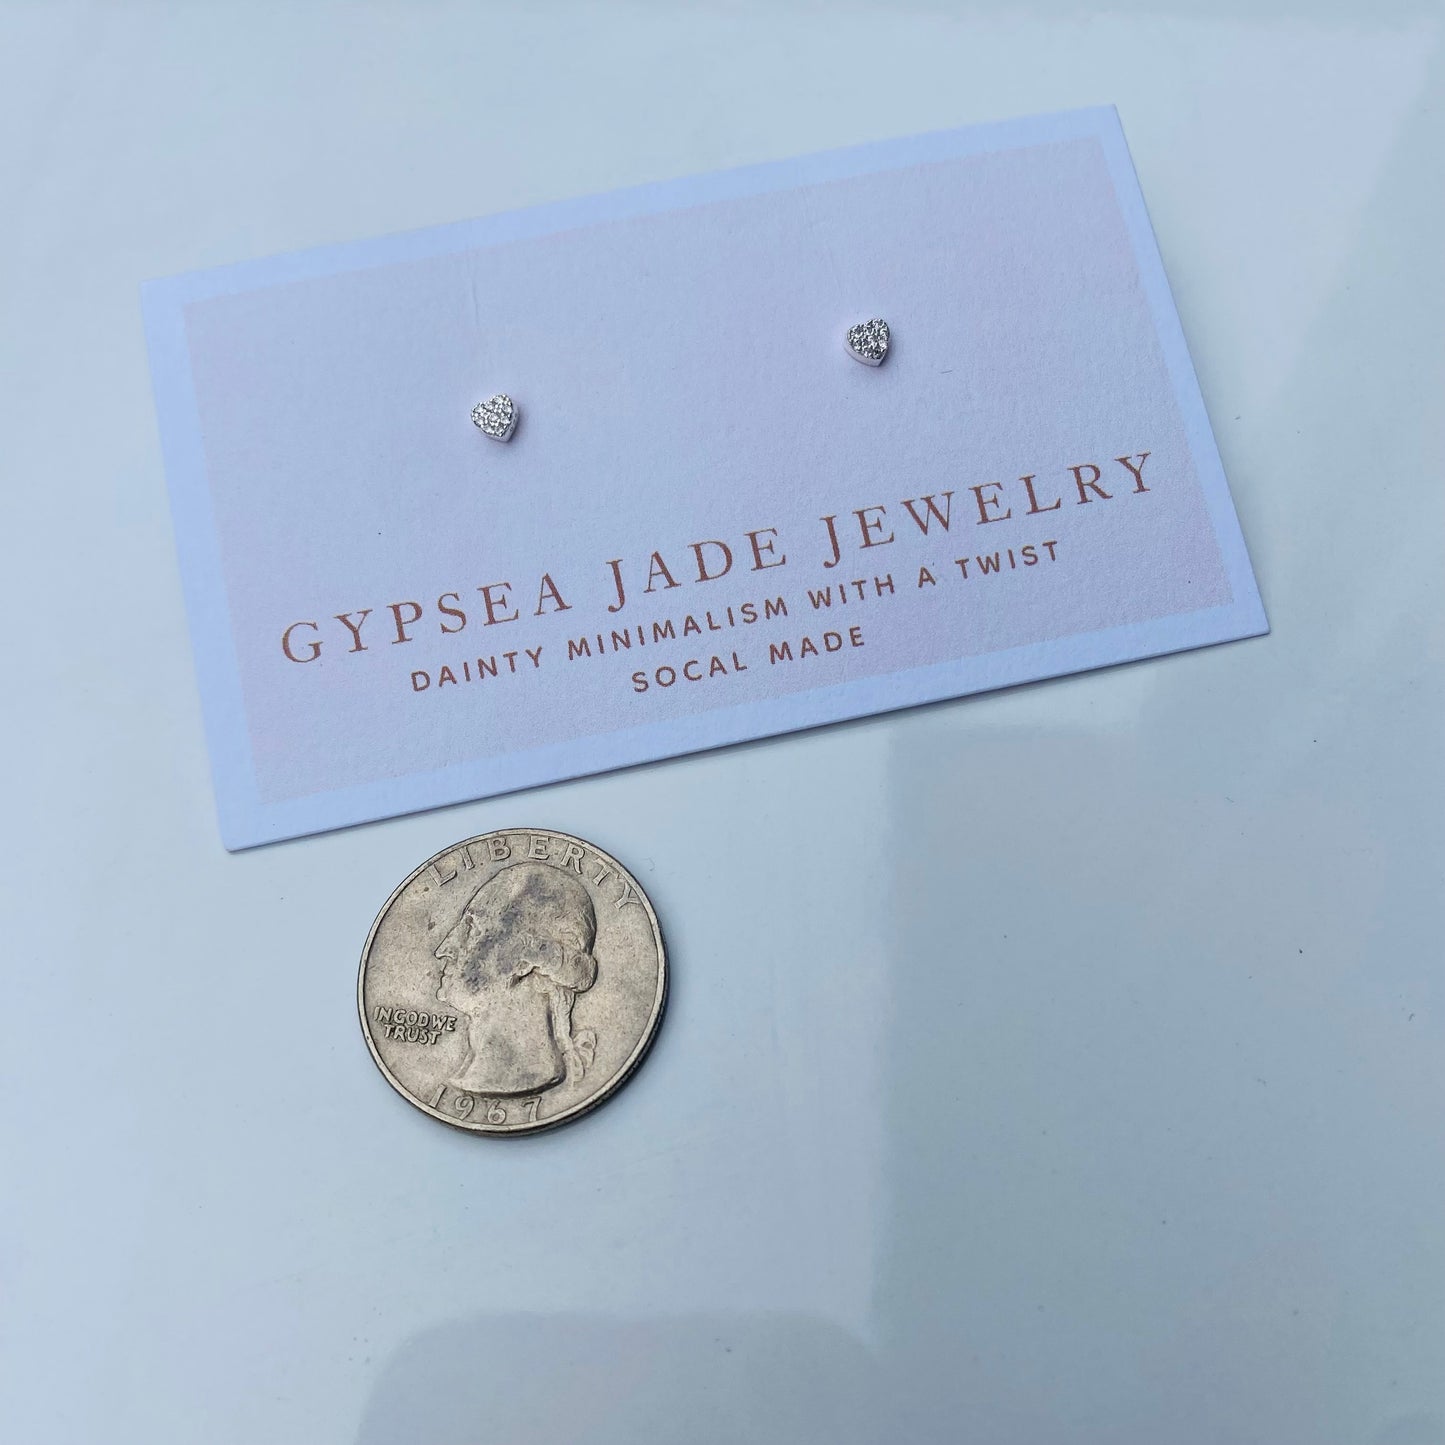 GYPSEA JADE JEWELRY
DAINTY MINIMALISM WITH A TWIST
SOCAL MADE
LIBERTY
IN GOD WE
TRUST
1967